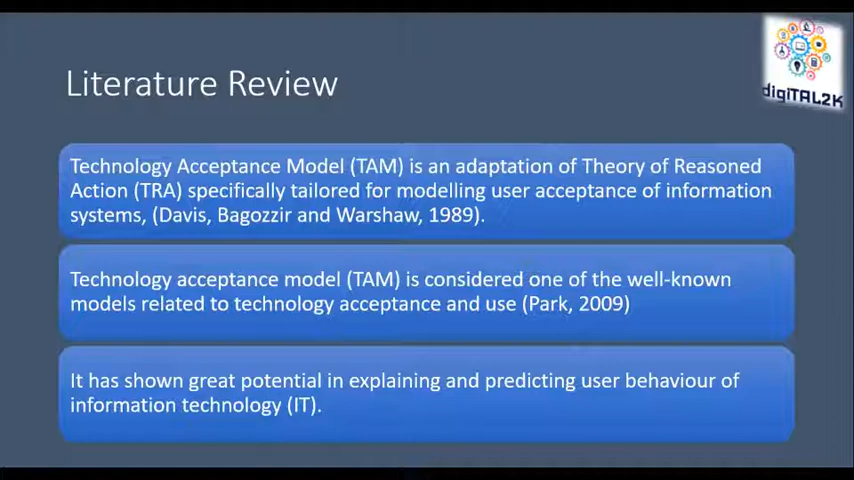 Literature Review
digiTAL2K
Technology Acceptance Model (TAM) is an adaptation of Theory of Reasoned
Action (TRA) specifically tailored for modelling user acceptance of information
systems, (Davis, Bagozzir and Warshaw, 1989).
Technology acceptance model (TAM) is considered one of the well-known
models related to technology acceptance and use (Park, 2009)
It has shown great potential in explaining and predicting user behaviour of
information technology (IT).